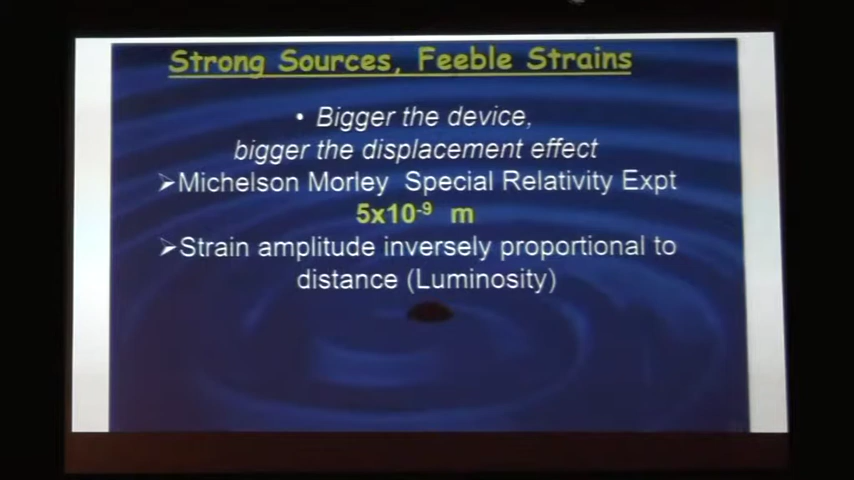 Strong Sources, Feeble Strains
• Bigger the device,
bigger the displacement effect
➢Michelson Morley Special Relativity Expt
5x10⁻⁹ m
➢Strain amplitude inversely proportional to
distance (Luminosity)